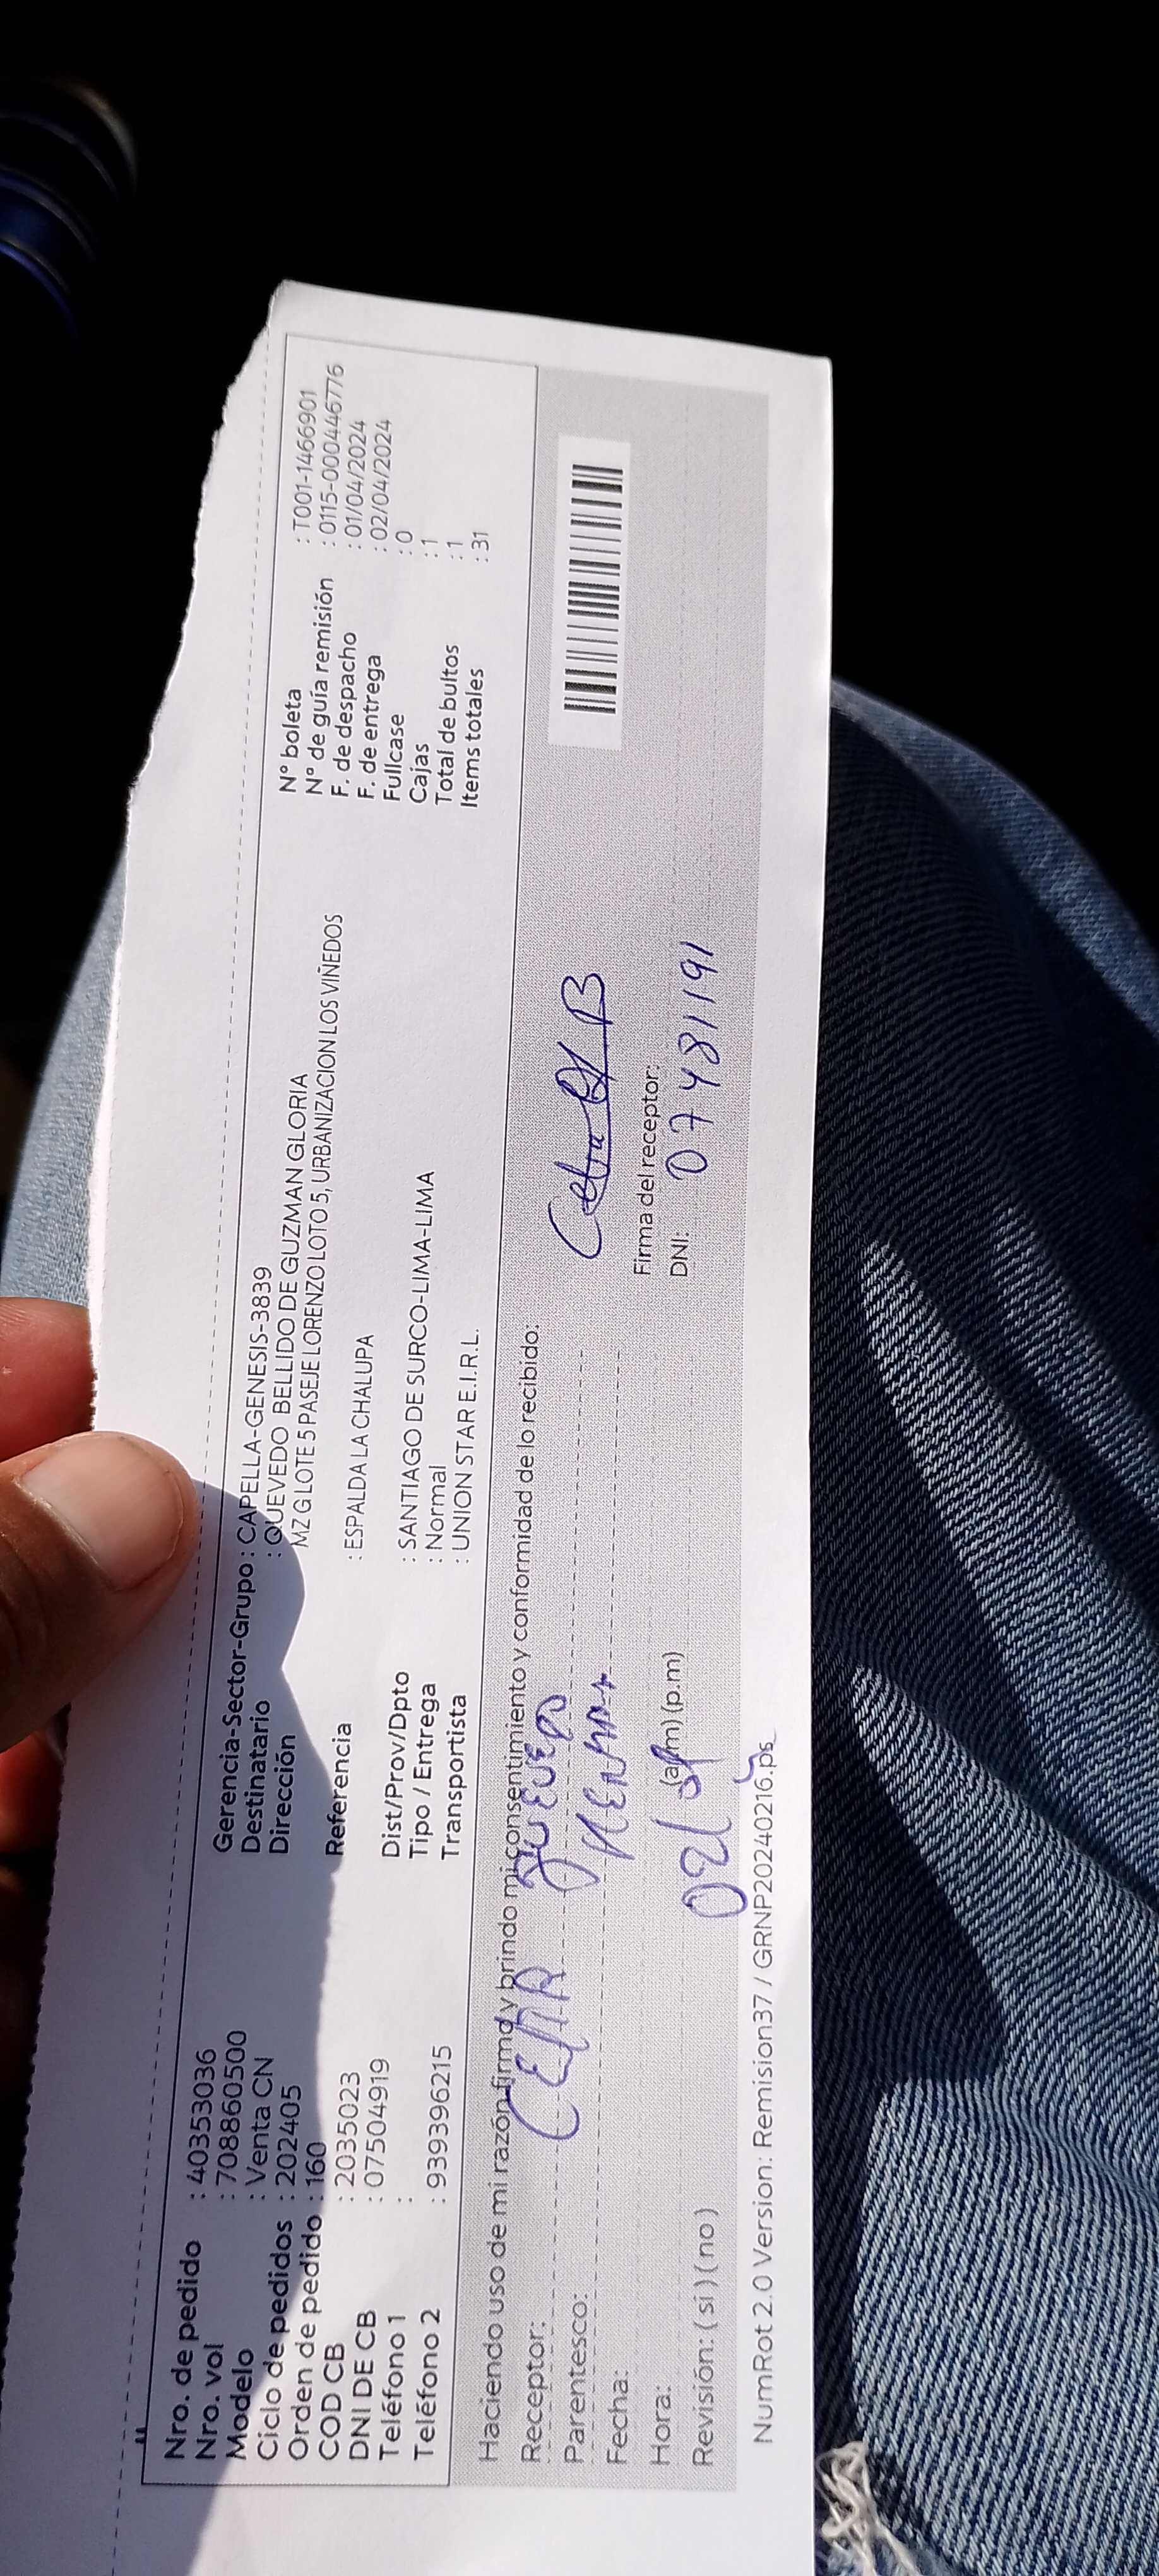 Nro. de pedido : 40353036
Nro. vol : 708860500
Modelo : Venta CN
Ciclo de pedidos : 202405
Orden de pedido : 160
COD CB : 2035023
DNI DE CB : 07504919
Teléfono 1 :
Teléfono 2 : 939396215
Gerencia-Sector-Grupo : CAPELLA-GENESIS-3839
Destinatario : QUEVEDO BELLIDO DE GUZMAN GLORIA
Dirección MZ G LOTE 5 PASEJE LORENZO LOTO 5, URBANIZACION LOS VIÑEDOS
Referencia : ESPALDA LA CHALUPA
Dist/Prov/Dpto : SANTIAGO DE SURCO-LIMA-LIMA
Tipo / Entrega : Normal
Transportista : UNION STAR E.I.R.L.
N° boleta : T001-1466901
N° de guía remisión : 0115-000446776
F. de despacho : 01/04/2024
F. de entrega : 02/04/2024
Fullcase : 0
Cajas : 1
Total de bultos : 1
Items totales : 31
Haciendo uso de mi razón firmo y brindo mi consentimiento y conformidad de lo recibido:
Receptor: QUEVEDO
Parentesco:
Fecha:
Hora: (a.m) (p.m)
Revisión: ( si ) ( no )
Firma del receptor:
DNI: 07481191
NumRot 2.0 Version: Remision37 / GRNP20240216.ps